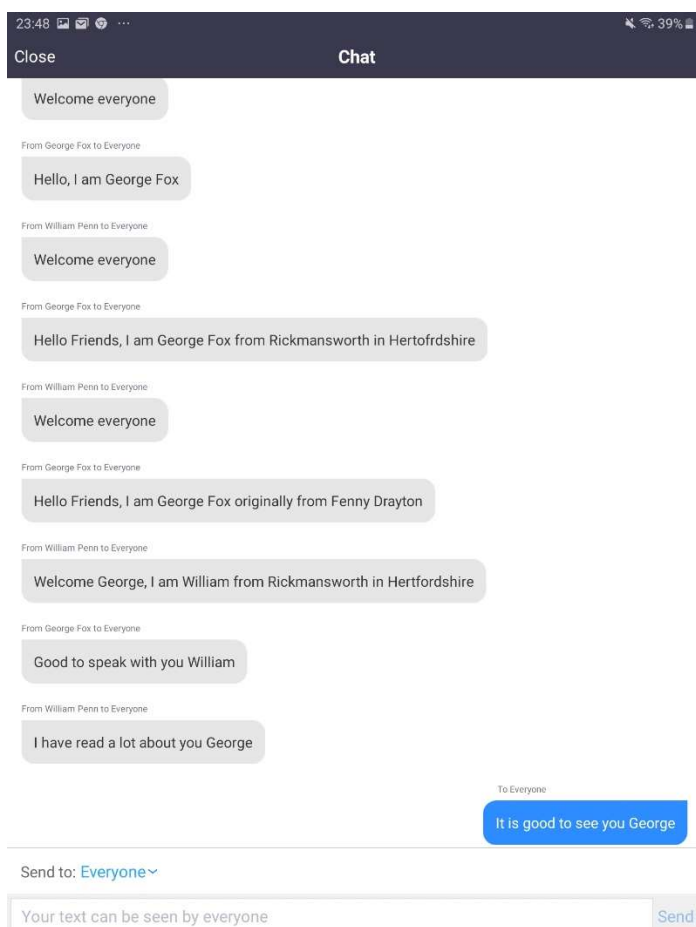 23:48 ... 39%
Close Chat
Welcome everyone
From George Fox to Everyone
Hello, I am George Fox
From William Penn to Everyone
Welcome everyone
From George Fox to Everyone
Hello Friends, I am George Fox from Rickmansworth in Hertofrdshire
From William Penn to Everyone
Welcome everyone
From George Fox to Everyone
Hello Friends, I am George Fox originally from Fenny Drayton
From William Penn to Everyone
Welcome George, I am William from Rickmansworth in Hertfordshire
From George Fox to Everyone
Good to speak with you William
From William Penn to Everyone
I have read a lot about you George
To Everyone
It is good to see you George
Send to: Everyone
Your text can be seen by everyone Send